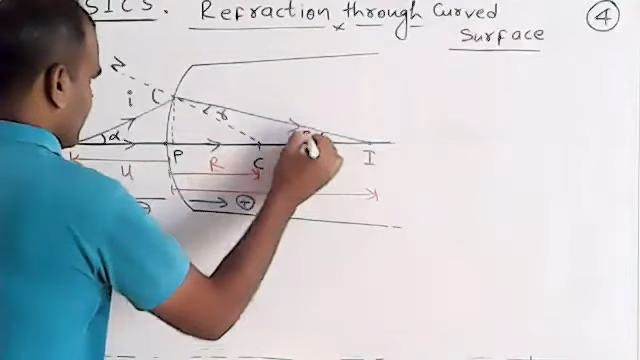 SICS. Refraction through Curved
Surface
4
N
i
α
r
P
R
C
I
u
+